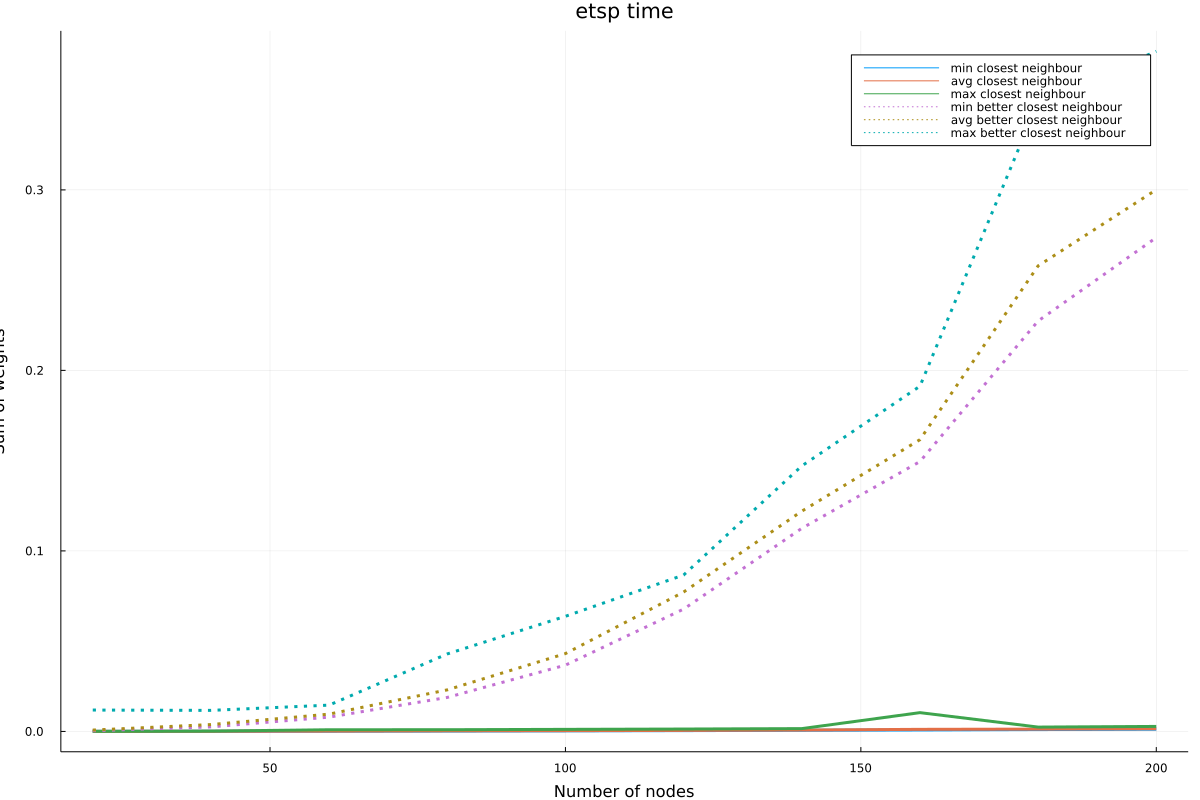 etsp time
min closest neighbour
avg closest neighbour
max closest neighbour
min better closest neighbour
avg better closest neighbour
max better closest neighbour
0.3
0.2
0.1
0.0
50
100
150
200
Number of nodes